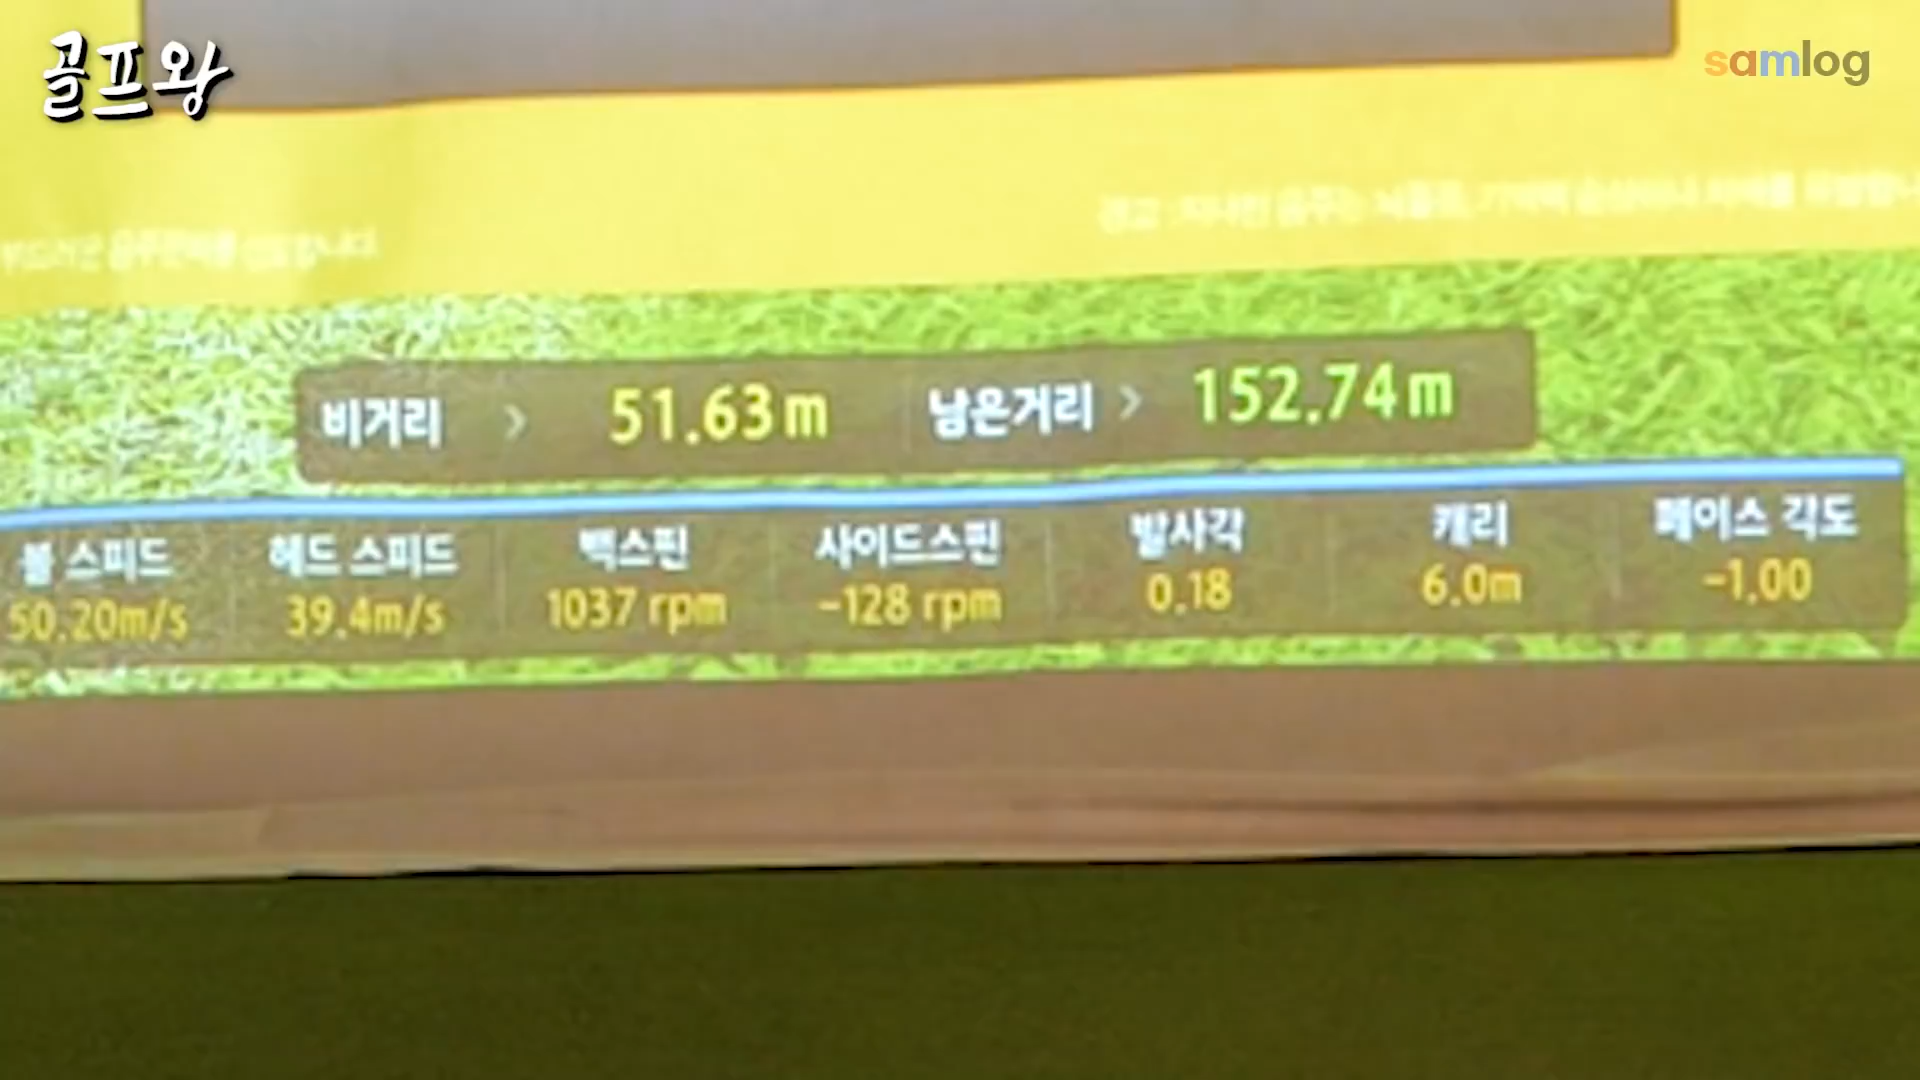 골프왕
samlog
비거리 > 51.63m 남은거리 > 152.74m
볼 스피드 헤드 스피드 백스핀 사이드스핀 발사각 캐리 페이스 각도
50.20m/s 39.4m/s 1037 rpm -128 rpm 0.18 6.0m -1.00